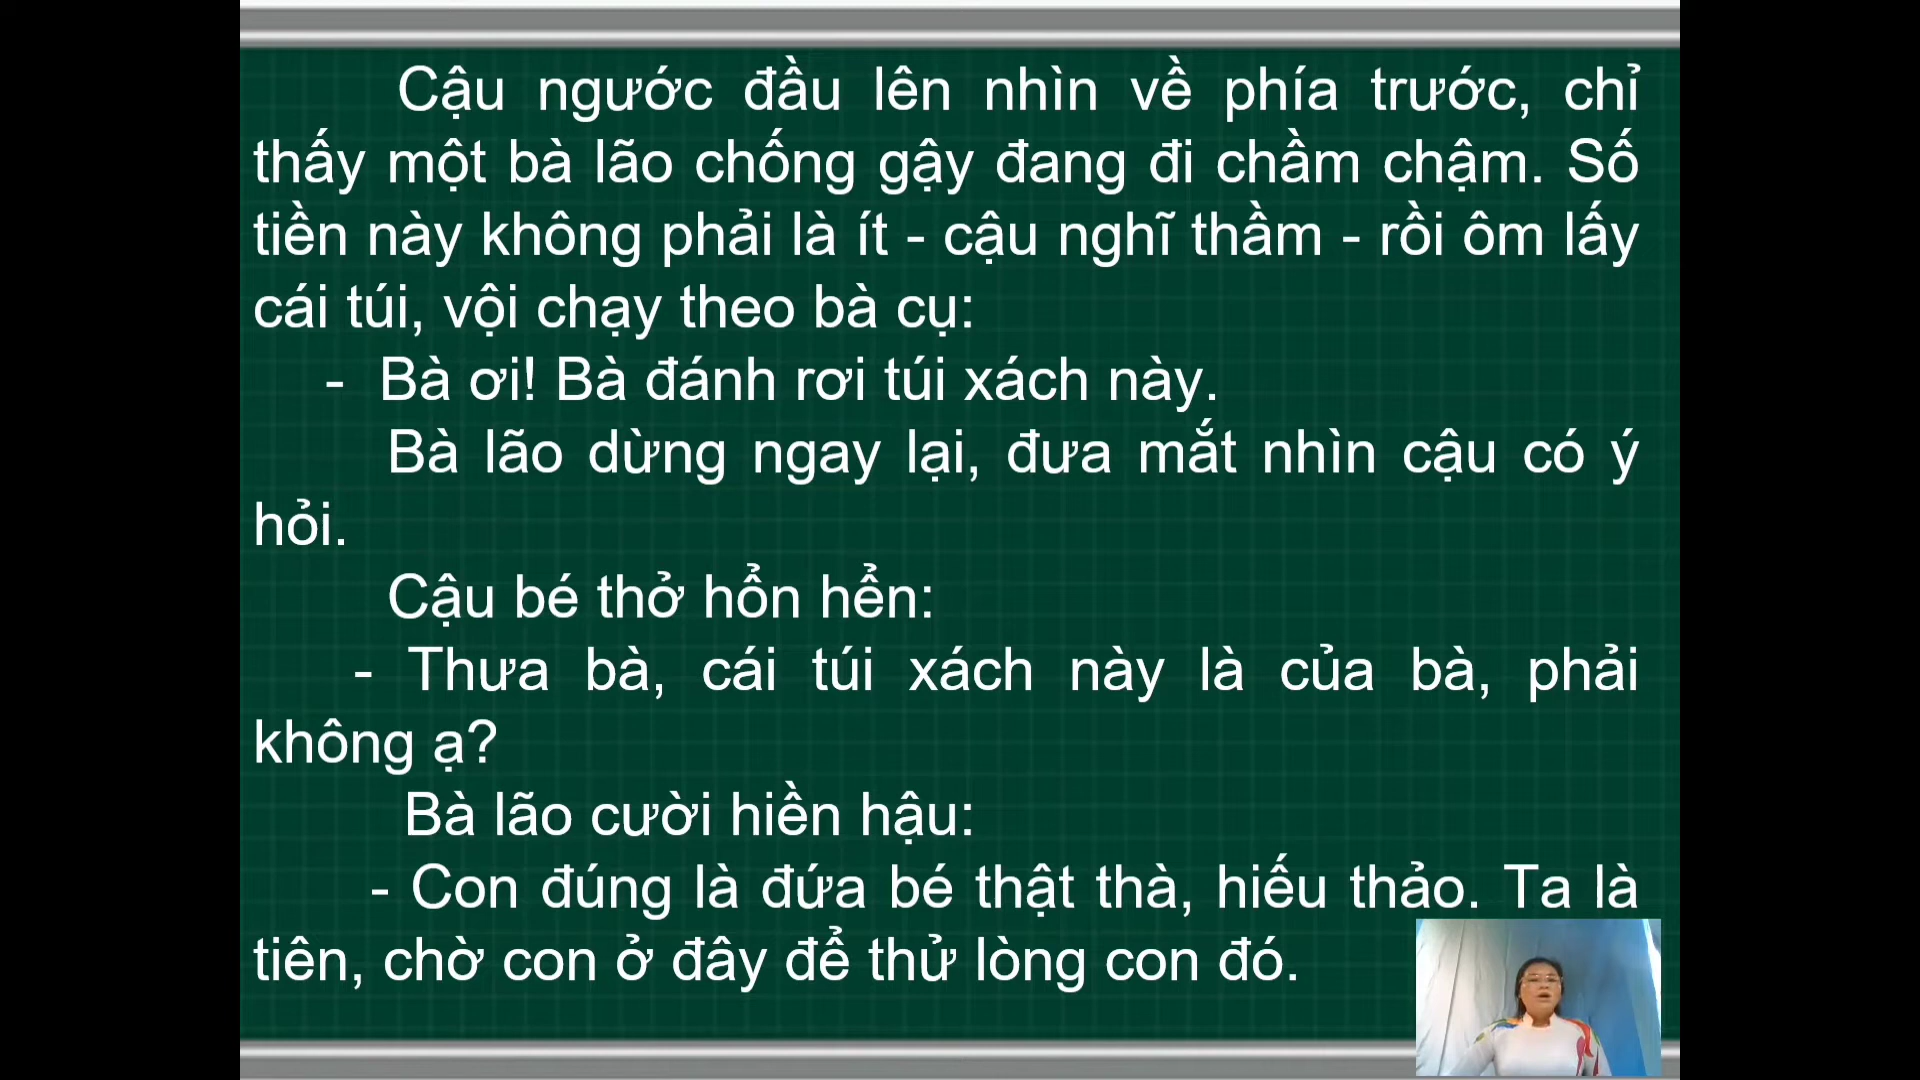 Cậu ngước đầu lên nhìn về phía trước, chỉ
thấy một bà lão chống gậy đang đi chầm chậm. Số
tiền này không phải là ít - cậu nghĩ thầm - rồi ôm lấy
cái túi, vội chạy theo bà cụ:
- Bà ơi! Bà đánh rơi túi xách này.
Bà lão dừng ngay lại, đưa mắt nhìn cậu có ý
hỏi.
Cậu bé thở hổn hển:
- Thưa bà, cái túi xách này là của bà, phải
không ạ?
Bà lão cười hiền hậu:
- Con đúng là đứa bé thật thà, hiếu thảo. Ta là
tiên, chờ con ở đây để thử lòng con đó.